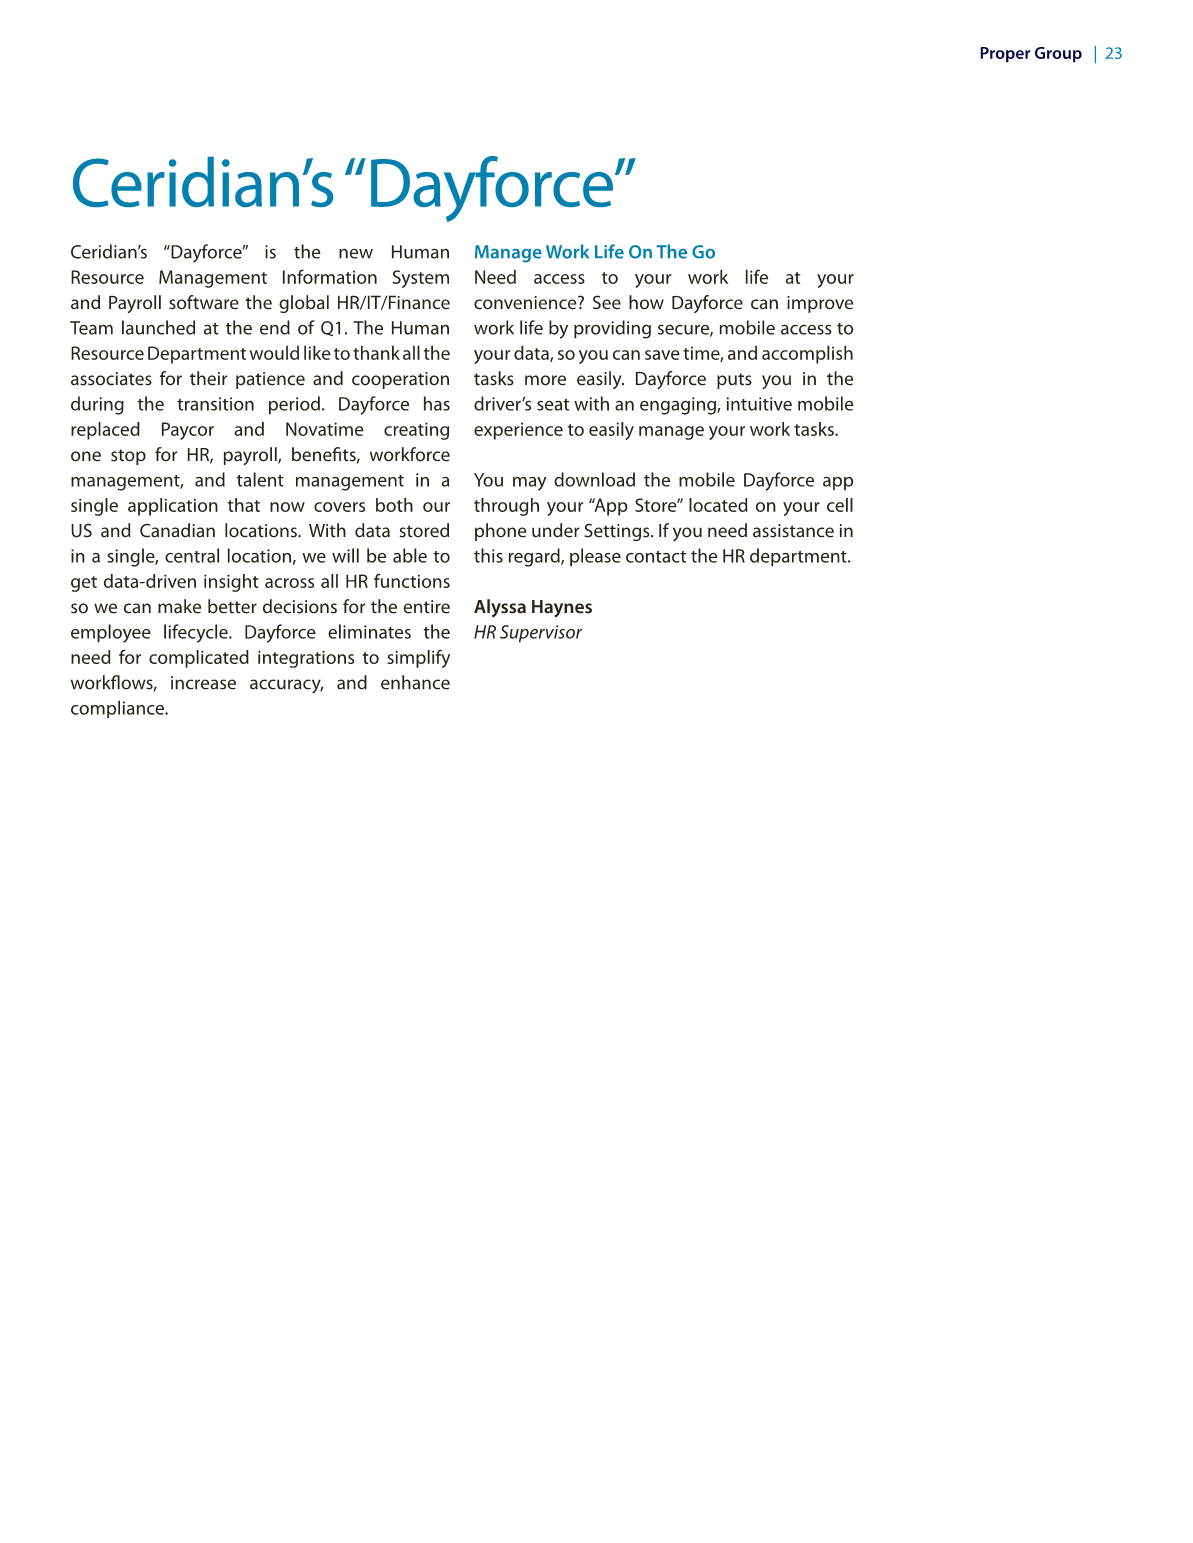 Proper Group | 23
Ceridian’s “Dayforce”
Ceridian’s “Dayforce” is the new Human
Resource Management Information System
and Payroll software the global HR/IT/Finance
Team launched at the end of Q1. The Human
Resource Department would like to thank all the
associates for their patience and cooperation
during the transition period. Dayforce has
replaced Paycor and Novatime creating
one stop for HR, payroll, benefits, workforce
management, and talent management in a
single application that now covers both our
US and Canadian locations. With data stored
in a single, central location, we will be able to
get data-driven insight across all HR functions
so we can make better decisions for the entire
employee lifecycle. Dayforce eliminates the
need for complicated integrations to simplify
workflows, increase accuracy, and enhance
compliance.
Manage Work Life On The Go
Need access to your work life at your
convenience? See how Dayforce can improve
work life by providing secure, mobile access to
your data, so you can save time, and accomplish
tasks more easily. Dayforce puts you in the
driver’s seat with an engaging, intuitive mobile
experience to easily manage your work tasks.
You may download the mobile Dayforce app
through your “App Store” located on your cell
phone under Settings. If you need assistance in
this regard, please contact the HR department.
Alyssa Haynes
HR Supervisor